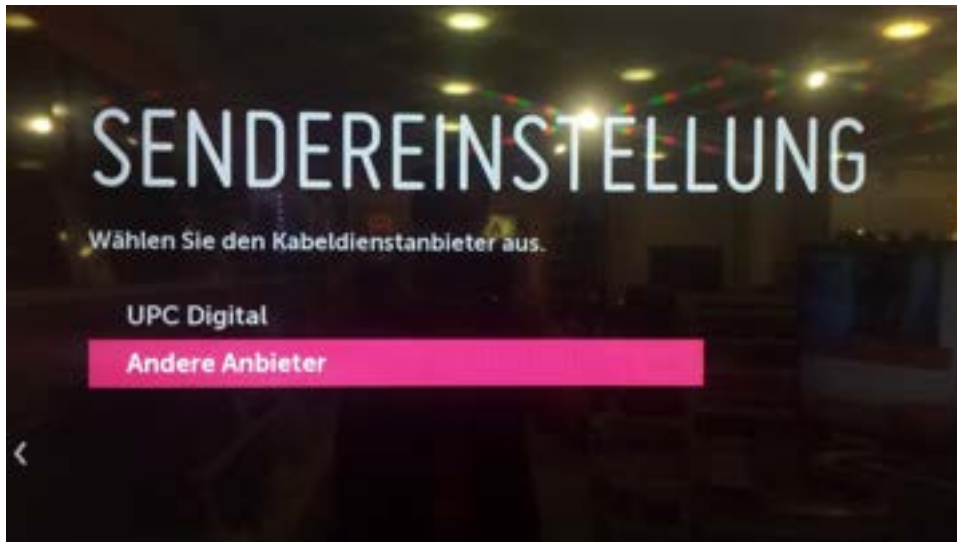 SENDEREINSTELLUNG
Wählen Sie den Kabeldienstanbieter aus.
UPC Digital
Andere Anbieter